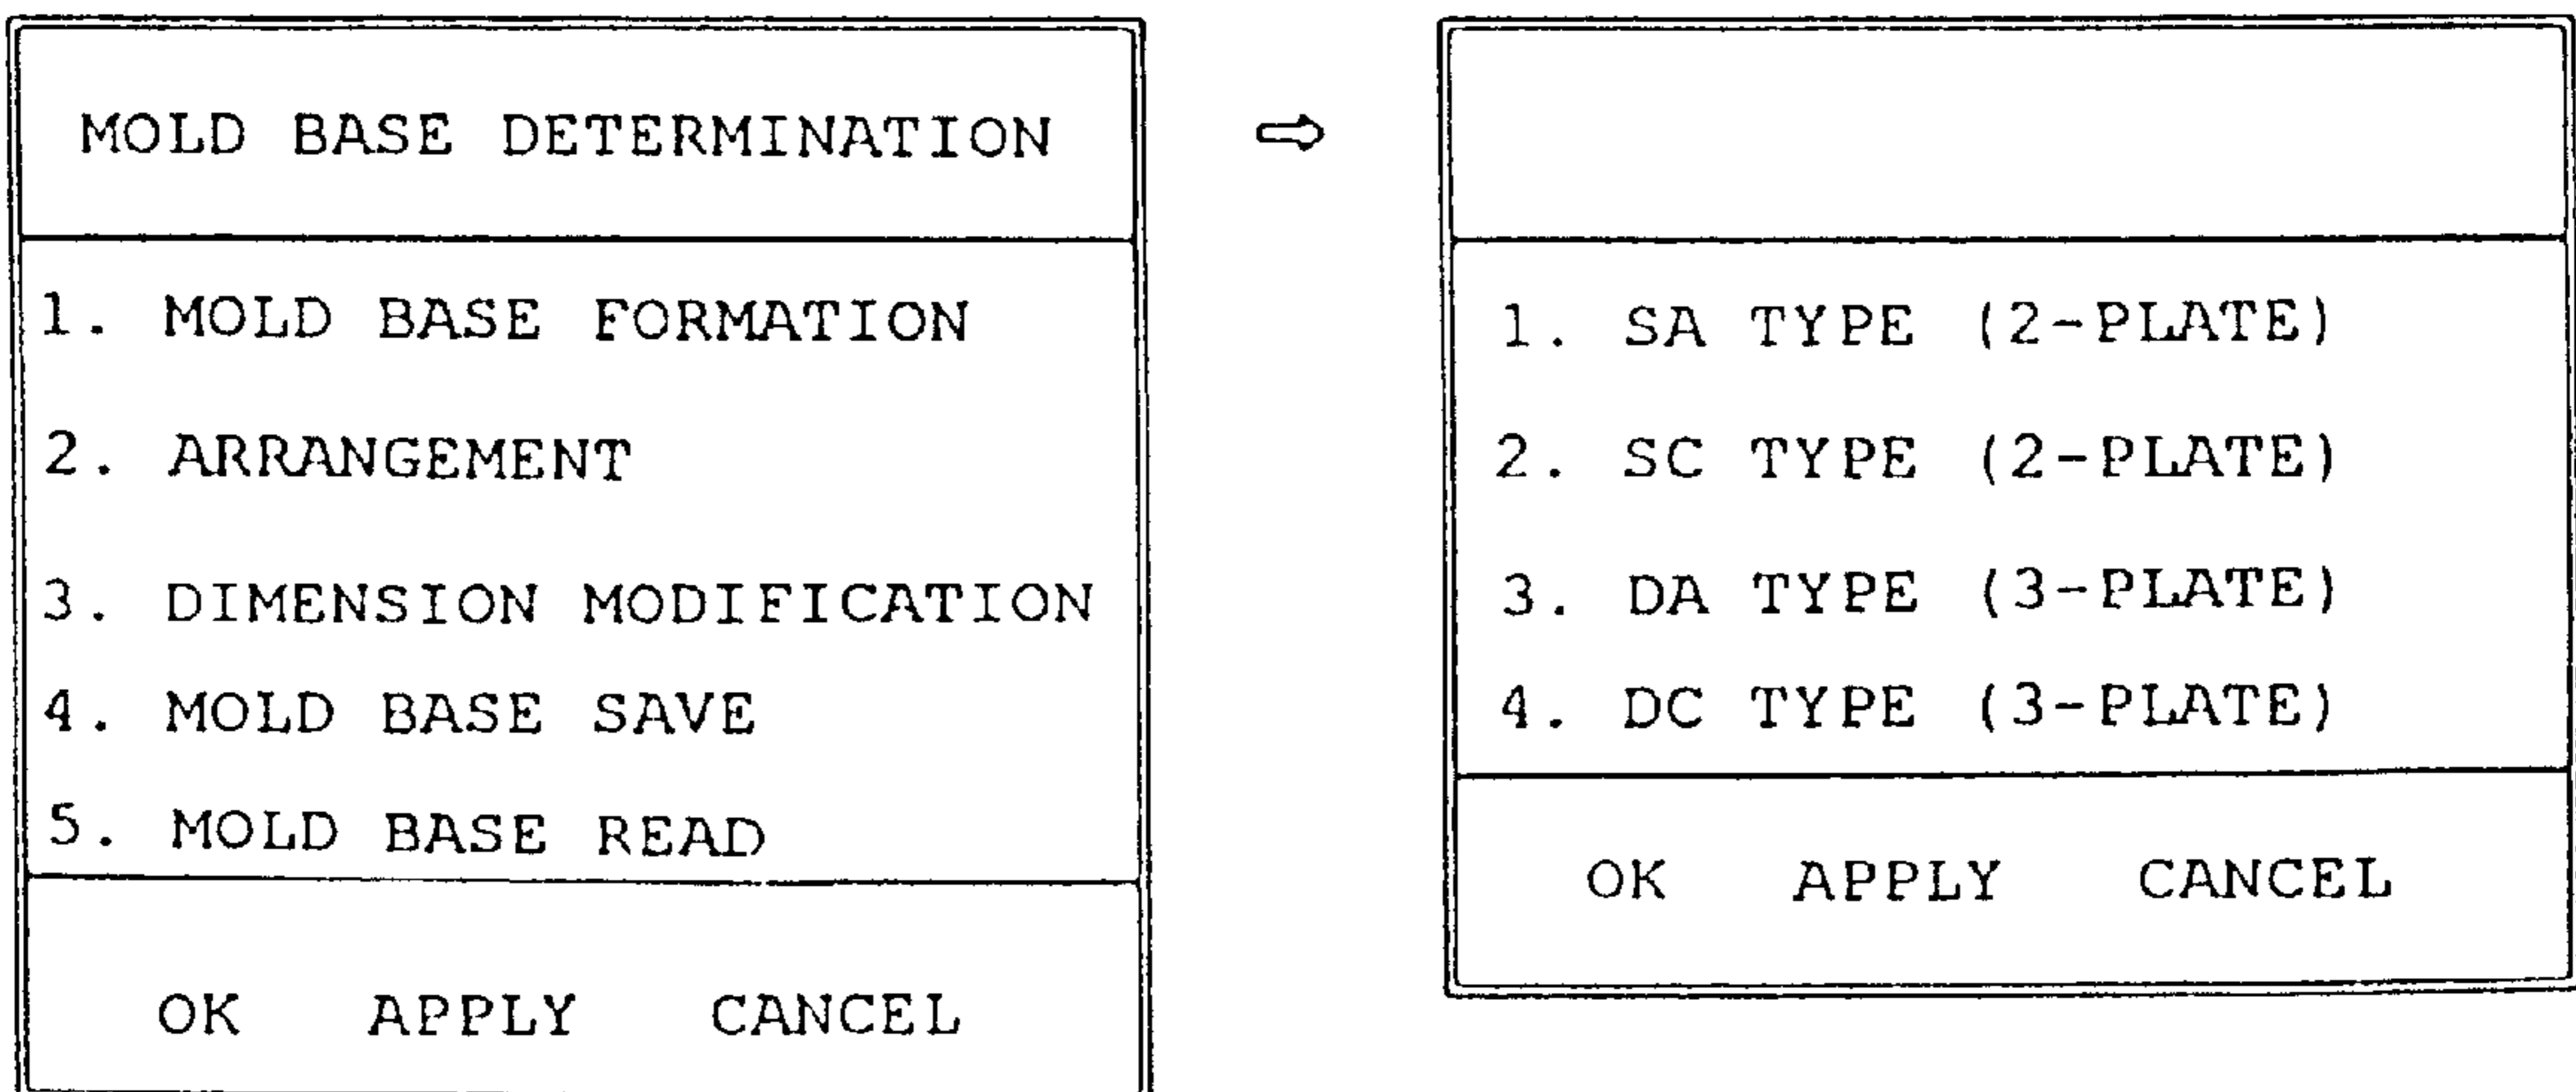 MOLD BASE DETERMINATION
1. MOLD BASE FORMATION
2. ARRANGEMENT
3. DIMENSION MODIFICATION
4. MOLD BASE SAVE
5. MOLD BASE READ
OK APPLY CANCEL
⇨
1. SA TYPE (2-PLATE)
2. SC TYPE (2-PLATE)
3. DA TYPE (3-PLATE)
4. DC TYPE (3-PLATE)
OK APPLY CANCEL